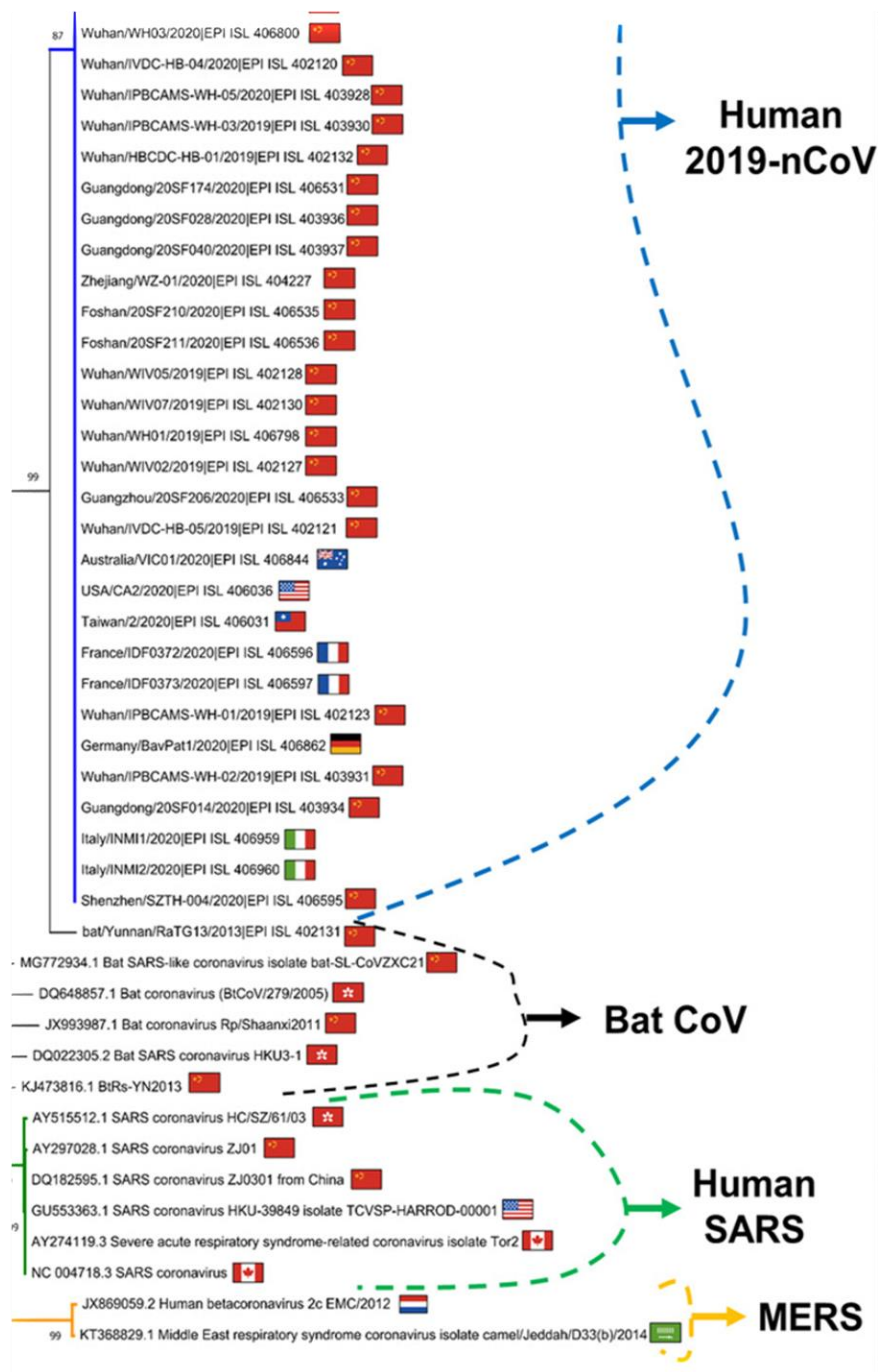 87
Wuhan/WH03/2020|EPI ISL 406800
Wuhan/IVDC-HB-04/2020|EPI ISL 402120
Wuhan/IPBCAMS-WH-05/2020|EPI ISL 403928
Wuhan/IPBCAMS-WH-03/2019|EPI ISL 403930
Wuhan/HBCDC-HB-01/2019|EPI ISL 402132
Guangdong/20SF174/2020|EPI ISL 406531
Guangdong/20SF028/2020|EPI ISL 403936
Guangdong/20SF040/2020|EPI ISL 403937
Zhejiang/WZ-01/2020|EPI ISL 404227
Foshan/20SF210/2020|EPI ISL 406535
Foshan/20SF211/2020|EPI ISL 406536
Wuhan/WIV05/2019|EPI ISL 402128
Wuhan/WIV07/2019|EPI ISL 402130
Wuhan/WH01/2019|EPI ISL 406798
Wuhan/WIV02/2019|EPI ISL 402127
99
Guangzhou/20SF206/2020|EPI ISL 406533
Wuhan/IVDC-HB-05/2019|EPI ISL 402121
Australia/VIC01/2020|EPI ISL 406844
USA/CA2/2020|EPI ISL 406036
Taiwan/2/2020|EPI ISL 406031
France/IDF0372/2020|EPI ISL 406596
France/IDF0373/2020|EPI ISL 406597
Wuhan/IPBCAMS-WH-01/2019|EPI ISL 402123
Germany/BavPat1/2020|EPI ISL 406862
Wuhan/IPBCAMS-WH-02/2019|EPI ISL 403931
Guangdong/20SF014/2020|EPI ISL 403934
Italy/INMI1/2020|EPI ISL 406959
Italy/INMI2/2020|EPI ISL 406960
Shenzhen/SZTH-004/2020|EPI ISL 406595
bat/Yunnan/RaTG13/2013|EPI ISL 402131
Human
2019-nCoV
MG772934.1 Bat SARS-like coronavirus isolate bat-SL-CoVZXC21
DQ648857.1 Bat coronavirus (BtCoV/279/2005)
JX993987.1 Bat coronavirus Rp/Shaanxi2011
DQ022305.2 Bat SARS coronavirus HKU3-1
KJ473816.1 BtRs-YN2013
Bat CoV
AY515512.1 SARS coronavirus HC/SZ/61/03
AY297028.1 SARS coronavirus ZJ01
DQ182595.1 SARS coronavirus ZJ0301 from China
GU553363.1 SARS coronavirus HKU-39849 isolate TCVSP-HARROD-00001
AY274119.3 Severe acute respiratory syndrome-related coronavirus isolate Tor2
NC 004718.3 SARS coronavirus
Human
SARS
JX869059.2 Human betacoronavirus 2c EMC/2012
99
KT368829.1 Middle East respiratory syndrome coronavirus isolate camel/Jeddah/D33(b)/2014
MERS